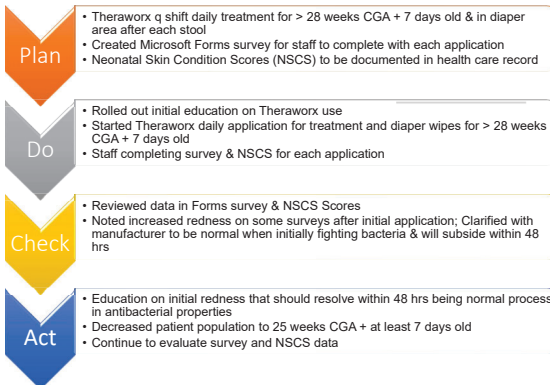 Plan
• Theraworx q shift daily treatment for > 28 weeks CGA + 7 days old & in diaper
area after each stool
• Created Microsoft Forms survey for staff to complete with each application
• Neonatal Skin Condition Scores (NSCS) to be documented in health care record
Do
• Rolled out initial education on Theraworx use
• Started Theraworx daily application for treatment and diaper wipes for > 28 weeks
CGA + 7 days old
• Staff completing survey & NSCS for each application
Check
• Reviewed data in Forms survey & NSCS Scores
• Noted increased redness on some surveys after initial application; Clarified with
manufacturer to be normal when initially fighting bacteria & will subside within 48
hrs
Act
• Education on initial redness that should resolve within 48 hrs being normal process
in antibacterial properties
• Decreased patient population to 25 weeks CGA + at least 7 days old
• Continue to evaluate survey and NSCS data